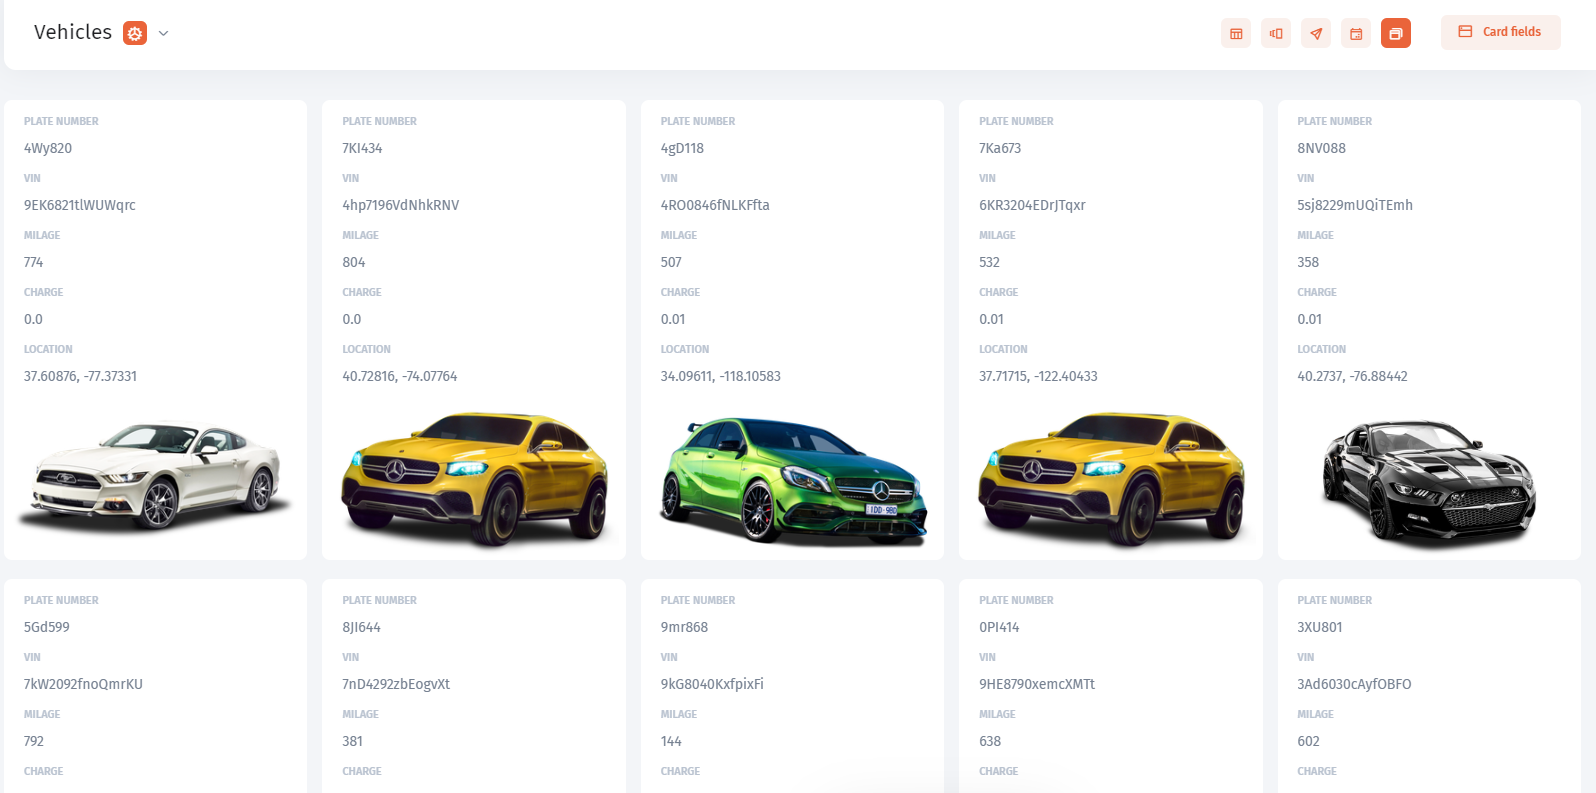 Vehicles
Card fields
PLATE NUMBER
4Wy820
VIN
9EK6821tlWUWqrc
MILAGE
774
CHARGE
0.0
LOCATION
37.60876, -77.37331
PLATE NUMBER
7KI434
VIN
4hp7196VdNhkRNV
MILAGE
804
CHARGE
0.0
LOCATION
40.72816, -74.07764
PLATE NUMBER
4gD118
VIN
4RO0846fNLKFfta
MILAGE
507
CHARGE
0.01
LOCATION
34.09611, -118.10583
IDD·98D
PLATE NUMBER
7Ka673
VIN
6KR3204EDrJTqxr
MILAGE
532
CHARGE
0.01
LOCATION
37.71715, -122.40433
PLATE NUMBER
8NV088
VIN
5sj8229mUQiTEmh
MILAGE
358
CHARGE
0.01
LOCATION
40.2737, -76.88442
PLATE NUMBER
5Gd599
VIN
7kW2092fnoQmrKU
MILAGE
792
CHARGE
PLATE NUMBER
8JI644
VIN
7nD4292zbEogvXt
MILAGE
381
CHARGE
PLATE NUMBER
9mr868
VIN
9kG8040KxfpixFi
MILAGE
144
CHARGE
PLATE NUMBER
0PI414
VIN
9HE8790xemcXMTt
MILAGE
638
CHARGE
PLATE NUMBER
3XU801
VIN
3Ad6030cAyfOBFO
MILAGE
602
CHARGE